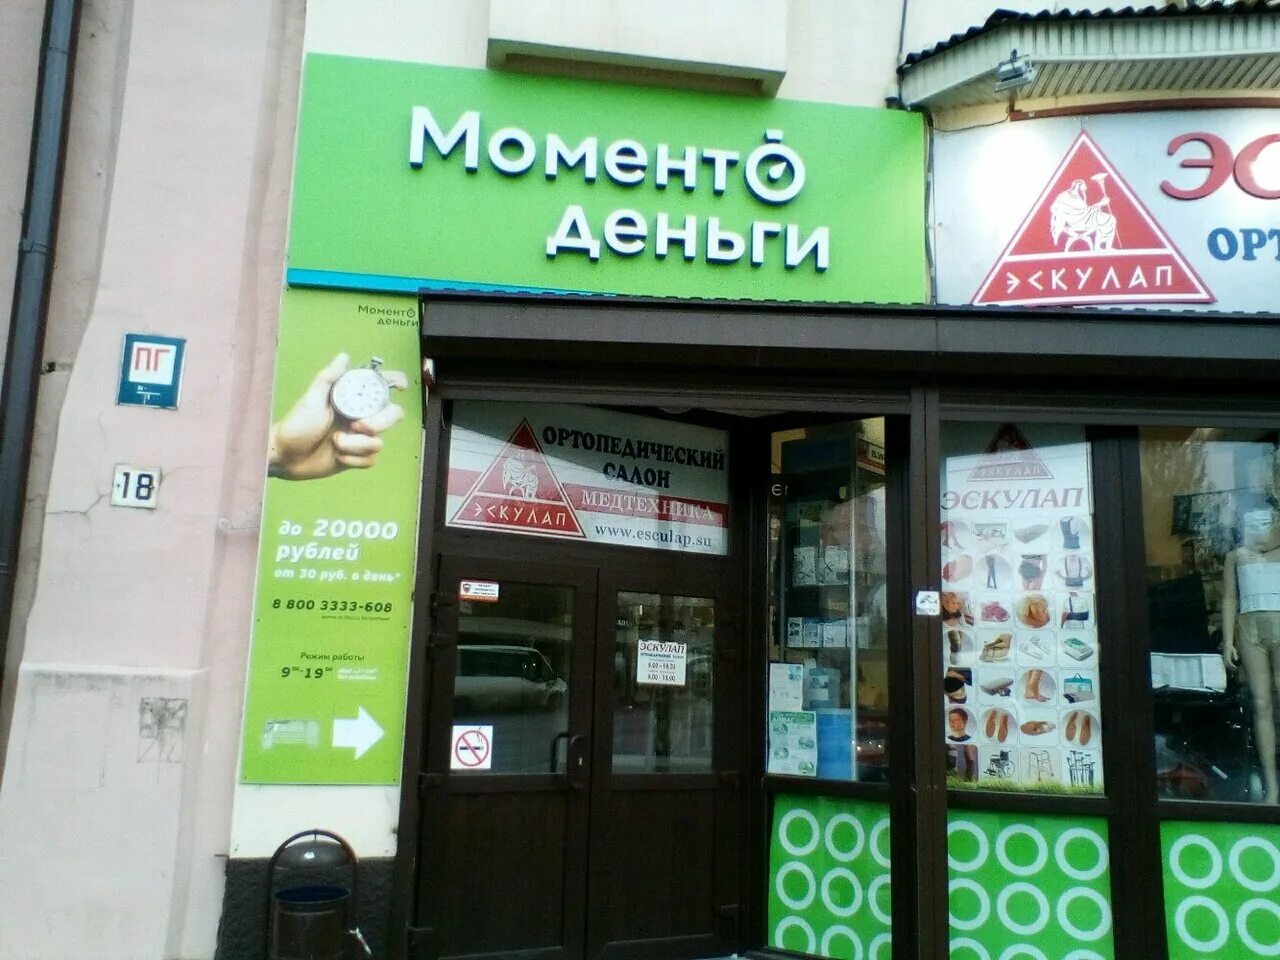 Моменто
деньги
ЭС
ЭСКУЛАП
ОРТ
ПГ
18
Моменто
деньги
до 20000
рублей
от 30 руб. в день*
8 800 3333-608
Режим работы
9⁰⁰-19⁰⁰
ОРТОПЕДИЧЕСКИЙ
САЛОН
МЕДТЕХНИКА
www.esculap.su
ЭСКУЛАП
ЭСКУЛАП
ЭСКУЛАП
ЭСКУЛАП